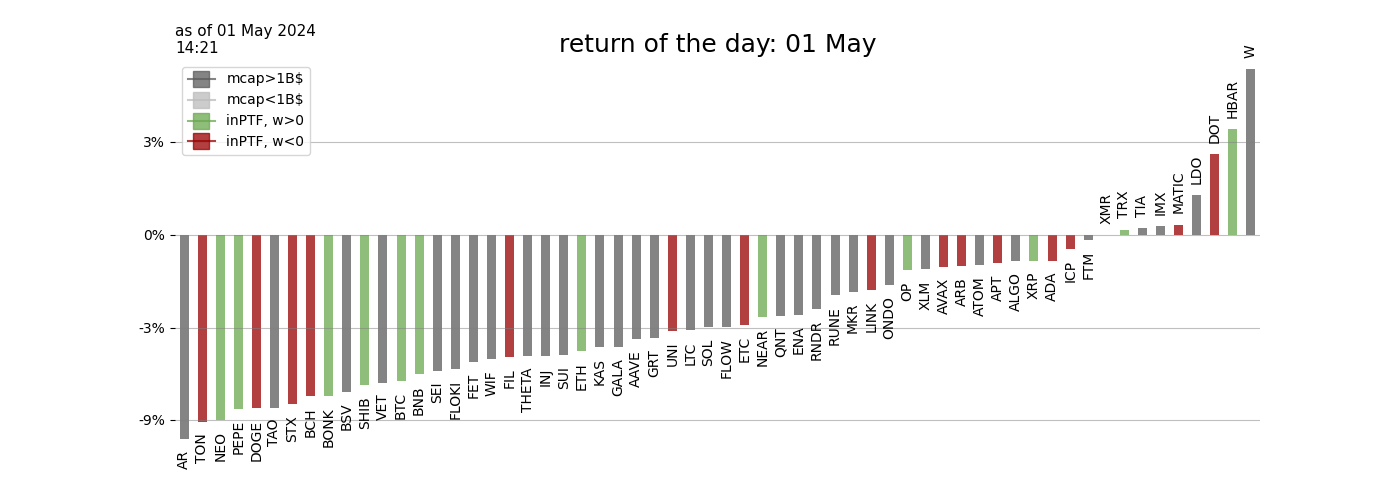 as of 01 May 2024
14:21
return of the day: 01 May
mcap>1B$
mcap<1B$
inPTF, w>0
inPTF, w<0
3%
0%
-3%
-9%
AR
TON
NEO
PEPE
DOGE
TAO
STX
BCH
BONK
BSV
SHIB
VET
BTC
BNB
SEI
FLOKI
FET
WIF
FIL
THETA
INJ
SUI
ETH
KAS
GALA
AAVE
GRT
UNI
LTC
SOL
FLOW
ETC
NEAR
QNT
ENA
RNDR
RUNE
MKR
LINK
ONDO
OP
XLM
AVAX
ARB
ATOM
APT
ALGO
XRP
ADA
ICP
FTM
XMR
TRX
TIA
IMX
MATIC
LDO
DOT
HBAR
W